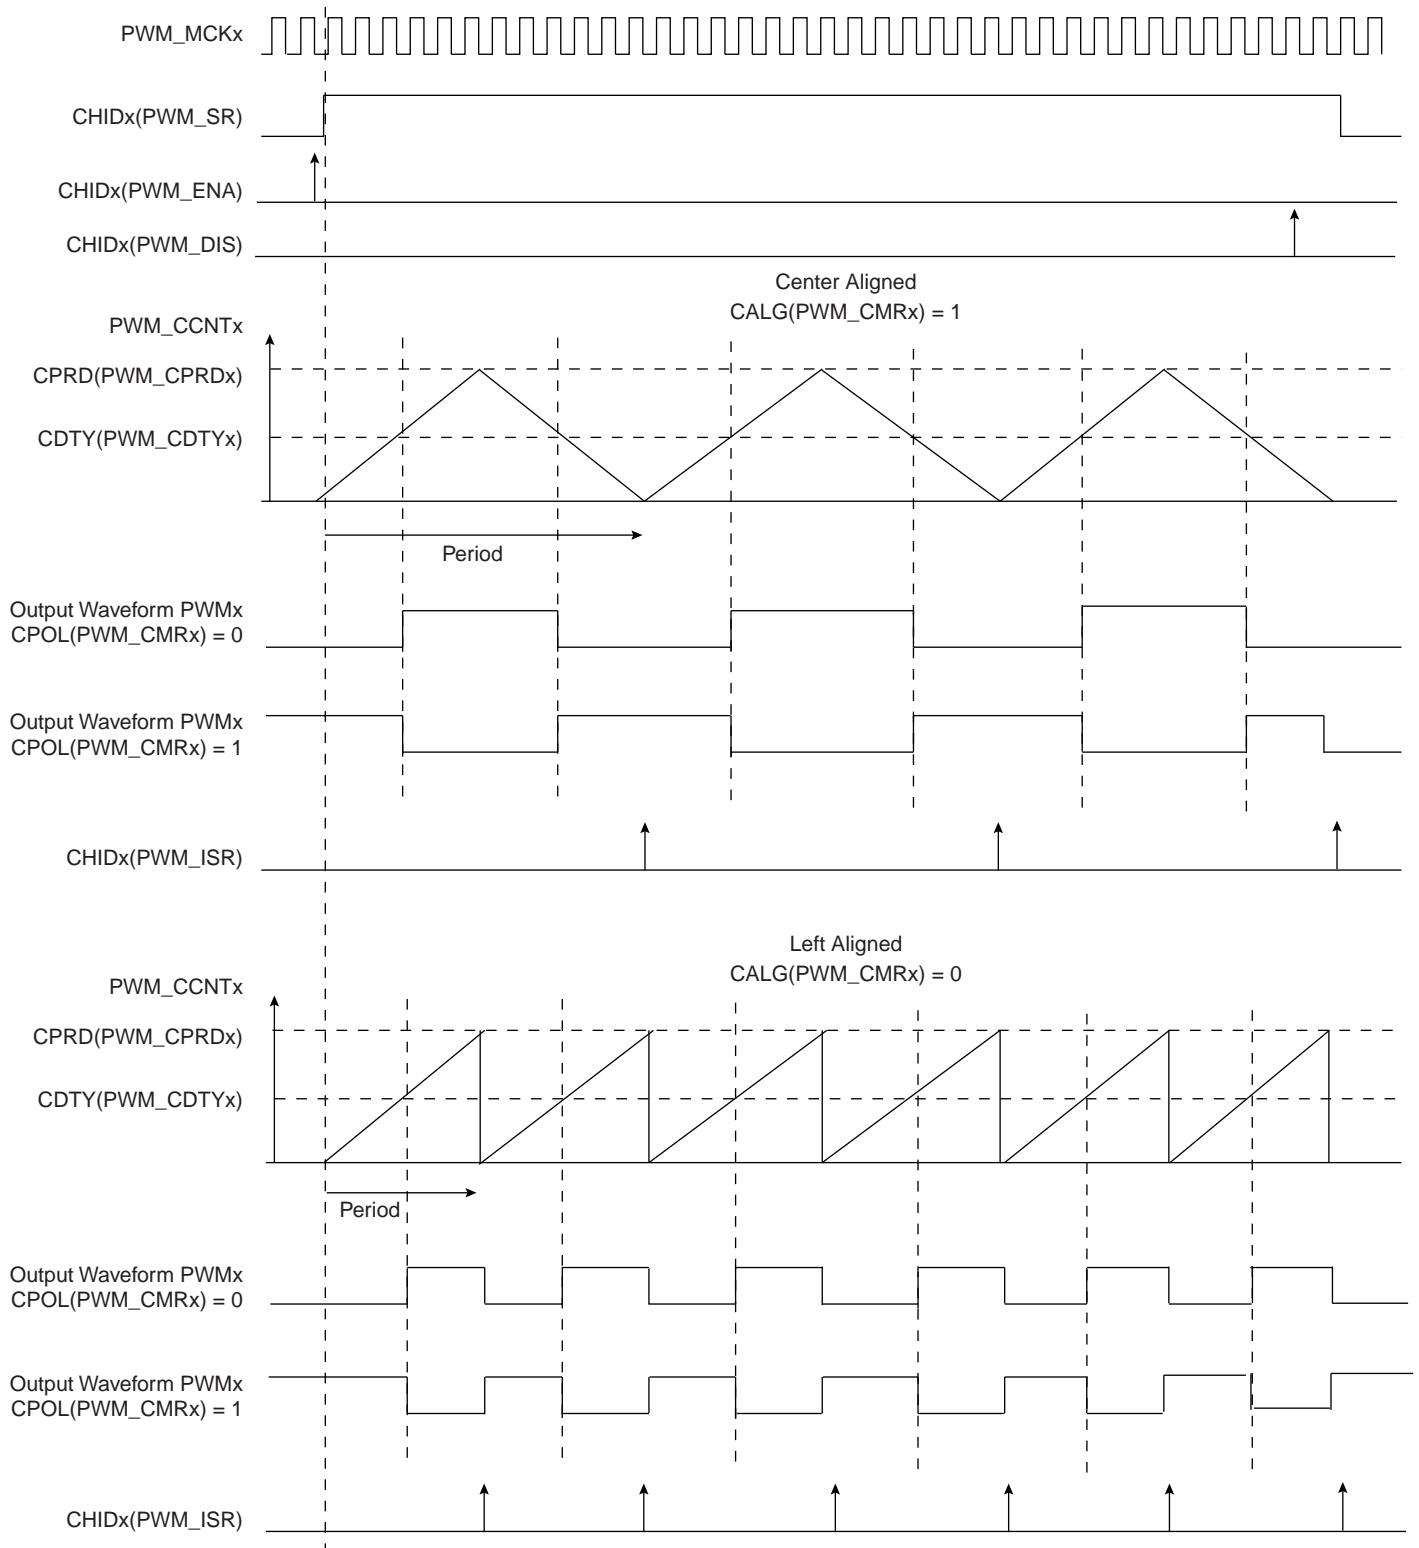 PWM_MCKx
CHIDx(PWM_SR)
CHIDx(PWM_ENA)
CHIDx(PWM_DIS)
Center Aligned
CALG(PWM_CMRx) = 1
PWM_CCNTx
CPRD(PWM_CPRDx)
CDTY(PWM_CDTYx)
Period
Output Waveform PWMx
CPOL(PWM_CMRx) = 0
Output Waveform PWMx
CPOL(PWM_CMRx) = 1
CHIDx(PWM_ISR)
Left Aligned
CALG(PWM_CMRx) = 0
PWM_CCNTx
CPRD(PWM_CPRDx)
CDTY(PWM_CDTYx)
Period
Output Waveform PWMx
CPOL(PWM_CMRx) = 0
Output Waveform PWMx
CPOL(PWM_CMRx) = 1
CHIDx(PWM_ISR)